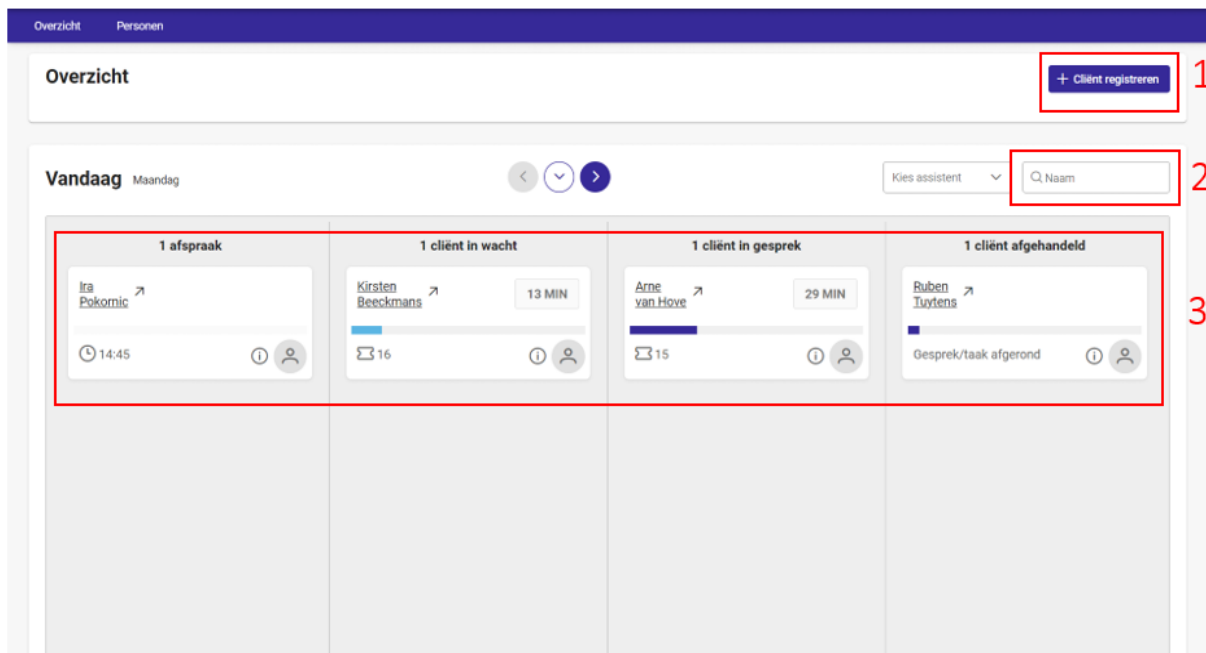 Overzicht Personen
Overzicht
+ Cliënt registreren
1
Vandaag Maandag
Kies assistent
Naam
2
1 afspraak
1 cliënt in wacht
1 cliënt in gesprek
1 cliënt afgehandeld
Ira
Pokornic
14:45
Kirsten
Beeckmans
13 MIN
16
Arne
van Hove
29 MIN
15
Ruben
Tuytens
Gesprek/taak afgerond
3